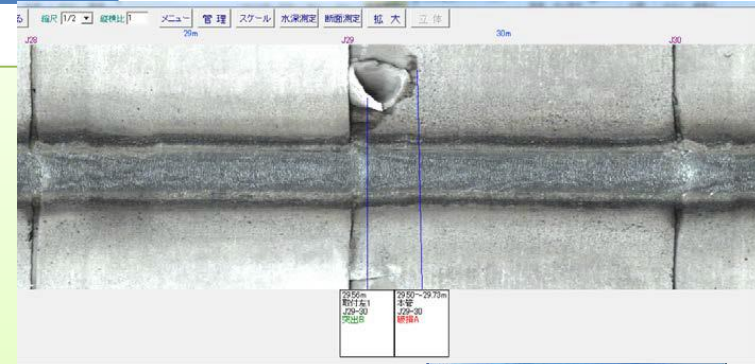 る 縮尺 1/2 縦横比 1 メニュー 管理 スケール 水深測定 断面測定 拡大 立体
29m 30m
J28 J29 J30
29.56m
取付左1
J29-30
突出B
29.50～29.73m
本管
J29-30
破損A